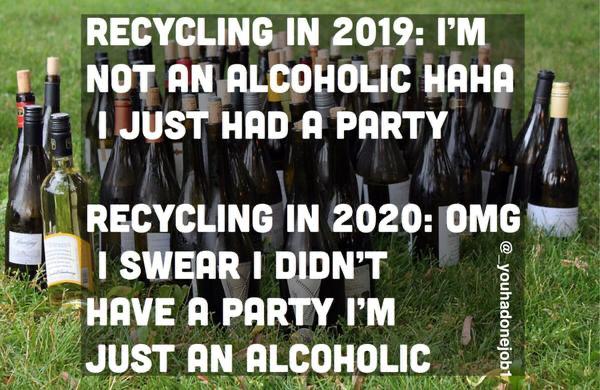 RECYCLING IN 2019: I'M
NOT AN ALCOHOLIC HAHA
I JUST HAD A PARTY
RECYCLING IN 2020: OMG
I SWEAR I DIDN'T
HAVE A PARTY I'M
JUST AN ALCOHOLIC
@_youhadonejob1